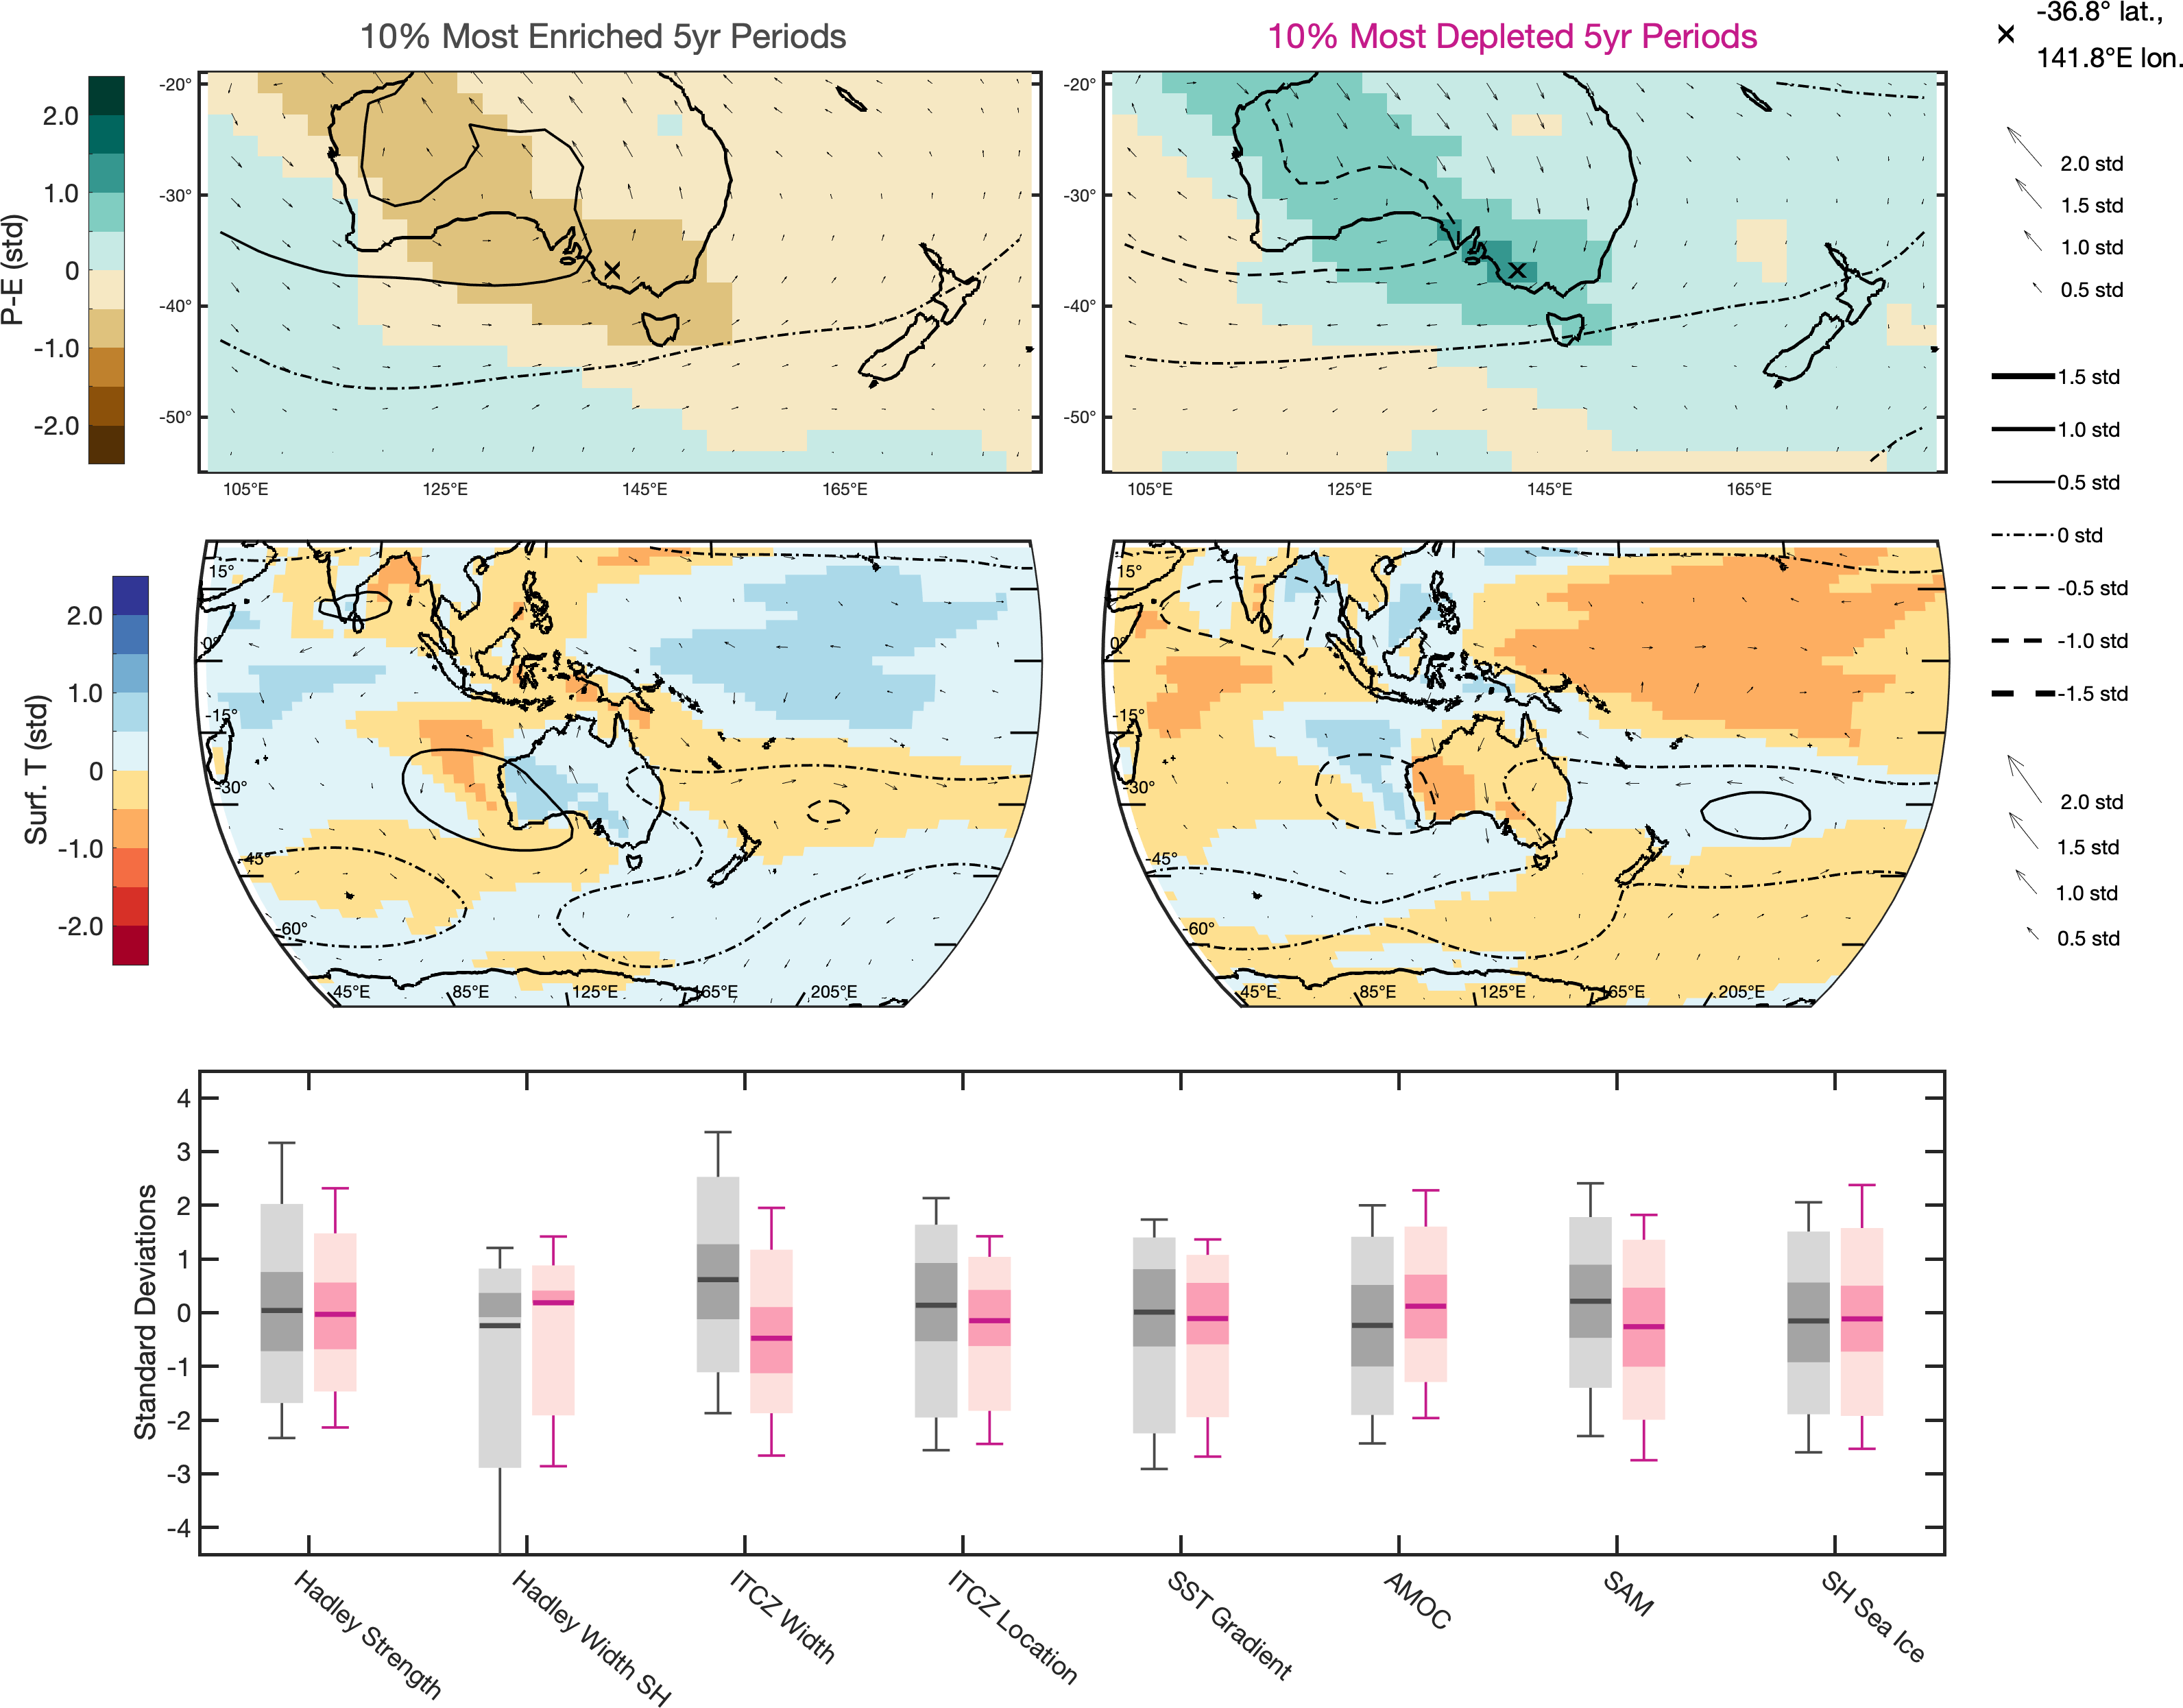 10% Most Enriched 5yr Periods
10% Most Depleted 5yr Periods
-36.8° lat.,
141.8°E lon.
P-E (std)
2.0
1.0
0
-1.0
-2.0
-20°
-30°
-40°
-50°
105°E
125°E
145°E
165°E
-20°
-30°
-40°
-50°
105°E
125°E
145°E
165°E
2.0 std
1.5 std
1.0 std
0.5 std
1.5 std
1.0 std
0.5 std
0 std
-0.5 std
-1.0 std
-1.5 std
Surf. T (std)
2.0
1.0
0
-1.0
-2.0
15°
0°
-15°
-30°
-45°
-60°
45°E
85°E
125°E
165°E
205°E
15°
0°
-15°
-30°
-45°
-60°
45°E
85°E
125°E
165°E
205°E
2.0 std
1.5 std
1.0 std
0.5 std
Standard Deviations
4
3
2
1
0
-1
-2
-3
-4
Hadley Strength
Hadley Width SH
ITCZ Width
ITCZ Location
SST Gradient
AMOC
SAM
SH Sea Ice